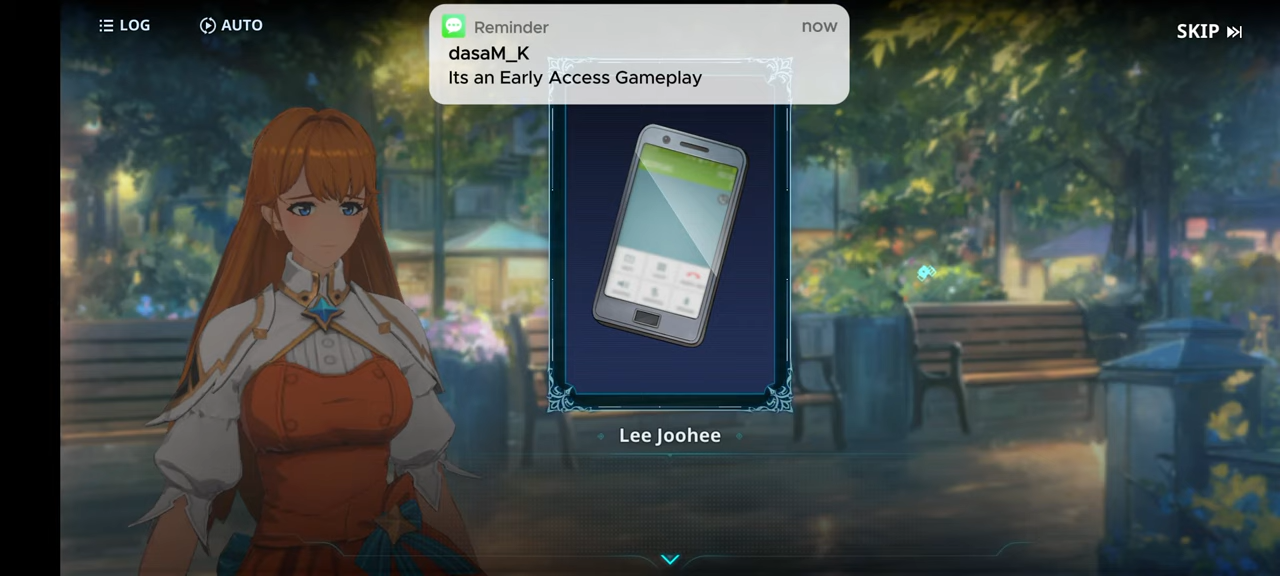 LOG
AUTO
Reminder
now
dasaM_K
Its an Early Access Gameplay
SKIP
Lee Joohee